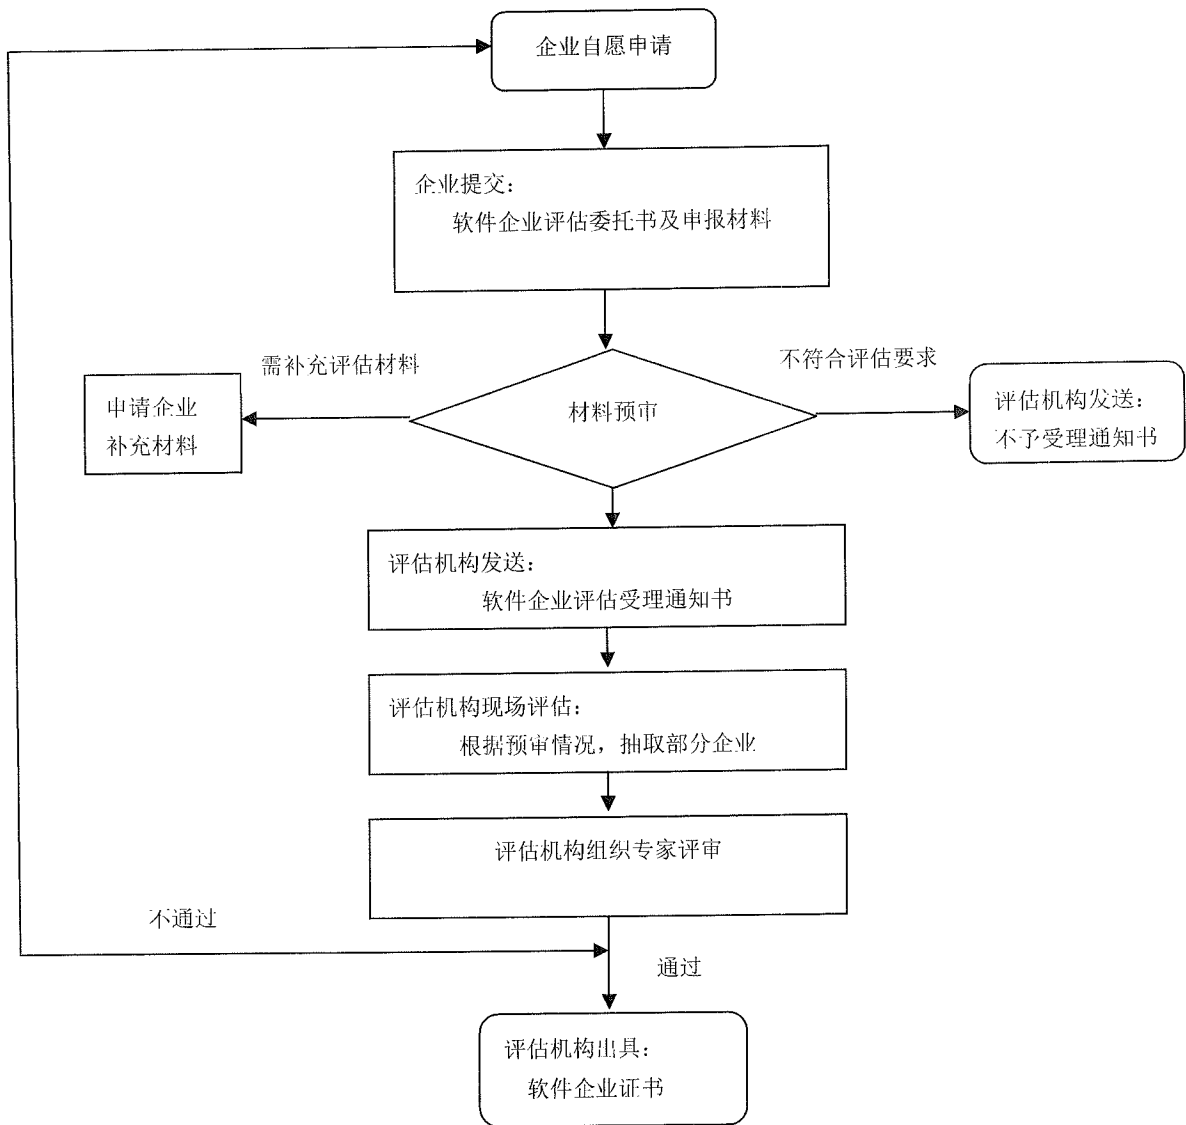 企业自愿申请
企业提交：
软件企业评估委托书及申报材料
需补充评估材料
不符合评估要求
申请企业
补充材料
材料预审
评估机构发送：
不予受理通知书
评估机构发送：
软件企业评估受理通知书
评估机构现场评估：
根据预审情况，抽取部分企业
评估机构组织专家评审
不通过
通过
评估机构出具：
软件企业证书